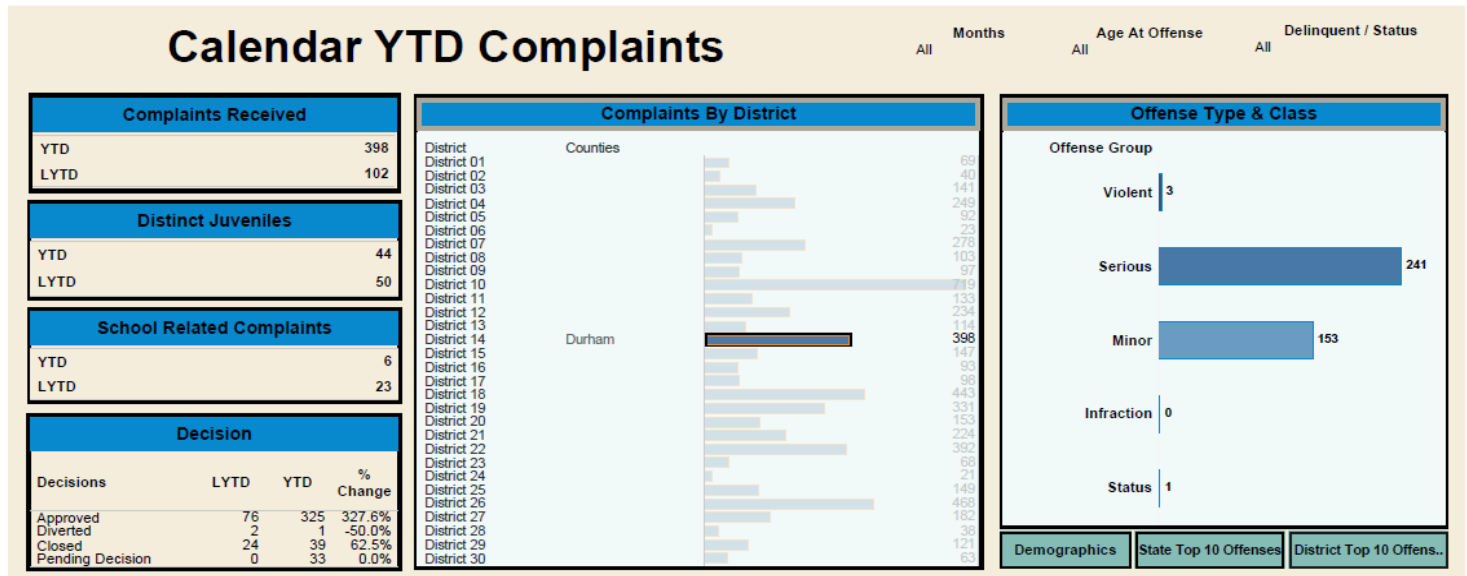 Calendar YTD Complaints
Months
All
Age At Offense
All
Delinquent / Status
All
Complaints Received
YTD 398
LYTD 102
Distinct Juveniles
YTD 44
LYTD 50
School Related Complaints
YTD 6
LYTD 23
Decision
Decisions LYTD YTD % Change
Approved 76 325 327.6%
Diverted 2 1 -50.0%
Closed 24 39 62.5%
Pending Decision 0 33 0.0%
Complaints By District
District Counties
District 01 69
District 02 40
District 03 141
District 04 249
District 05 92
District 06 23
District 07 278
District 08 103
District 09 97
District 10 719
District 11 133
District 12 234
District 13 114
District 14 Durham 398
District 15 147
District 16 93
District 17 98
District 18 443
District 19 331
District 20 153
District 21 224
District 22 392
District 23 68
District 24 21
District 25 149
District 26 468
District 27 182
District 28 38
District 29 121
District 30 63
Offense Type & Class
Offense Group
Violent 3
Serious 241
Minor 153
Infraction 0
Status 1
Demographics
State Top 10 Offenses
District Top 10 Offens..